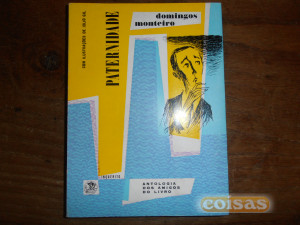 domingos
monteiro
PATERNIDADE
ANTOLOGIA
DOS AMIGOS
DO LIVRO
coisas